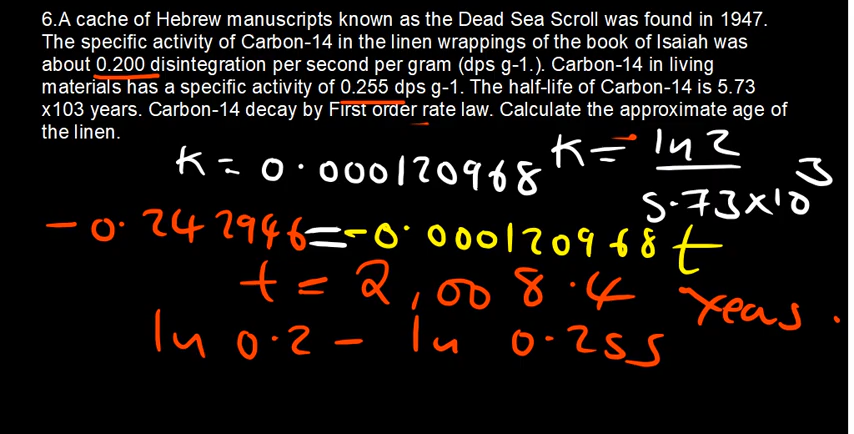 6.A cache of Hebrew manuscripts known as the Dead Sea Scroll was found in 1947.
The specific activity of Carbon-14 in the linen wrappings of the book of Isaiah was
about 0.200 disintegration per second per gram (dps g-1.). Carbon-14 in living
materials has a specific activity of 0.255 dps g-1. The half-life of Carbon-14 is 5.73
x103 years. Carbon-14 decay by First order rate law. Calculate the approximate age of
the linen.
K = 0.000120968 K = ln 2 / 5.73x10^3
-0.242946 = -0.000120968 t
t = 2,008.4 years.
ln 0.2 - ln 0.255